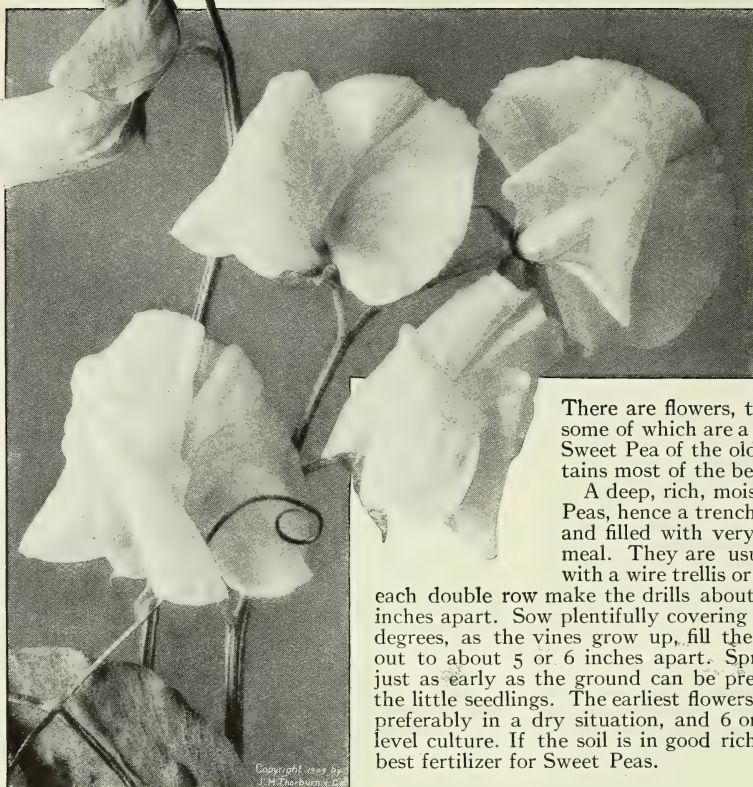 There are flowers, t
some of which are a
Sweet Pea of the old
tains most of the be
A deep, rich, mois
Peas, hence a trench
and filled with very
meal. They are usu
with a wire trellis or
each double row make the drills about
inches apart. Sow plentifully covering
degrees, as the vines grow up, fill the
out to about 5 or 6 inches apart. Spr
just as early as the ground can be pre
the little seedlings. The earliest flowers
preferably in a dry situation, and 6 or
level culture. If the soil is in good rich
best fertilizer for Sweet Peas.
Copyright 1909 by
J. M. Thorburn & Co.